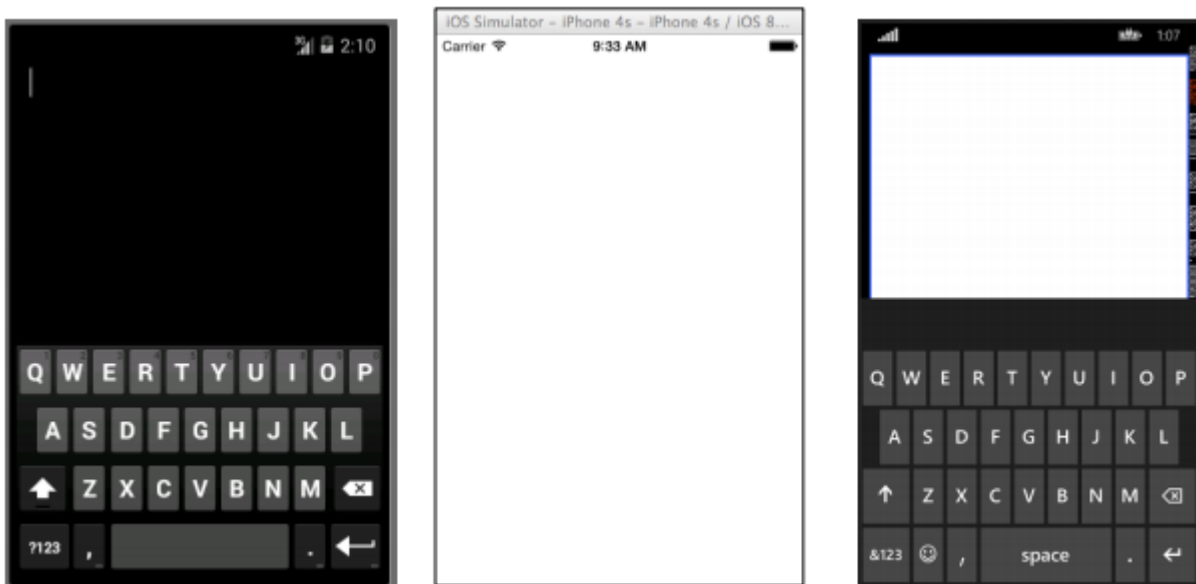 3G 2:10
Q W E R T Y U I O P
A S D F G H J K L
Z X C V B N M
?123 , .
iOS Simulator – iPhone 4s – iPhone 4s / iOS 8...
Carrier 9:33 AM
1:07
Q W E R T Y U I O P
A S D F G H J K L
Z X C V B N M
&123 , space .